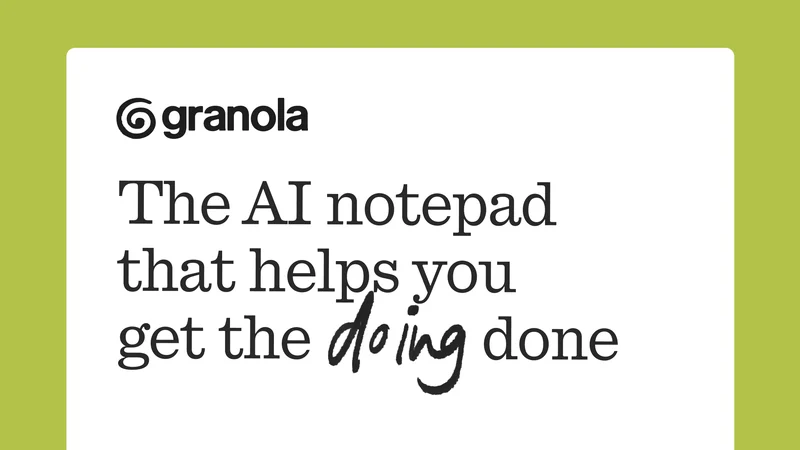 granola
The AI notepad
that helps you
get the doing done